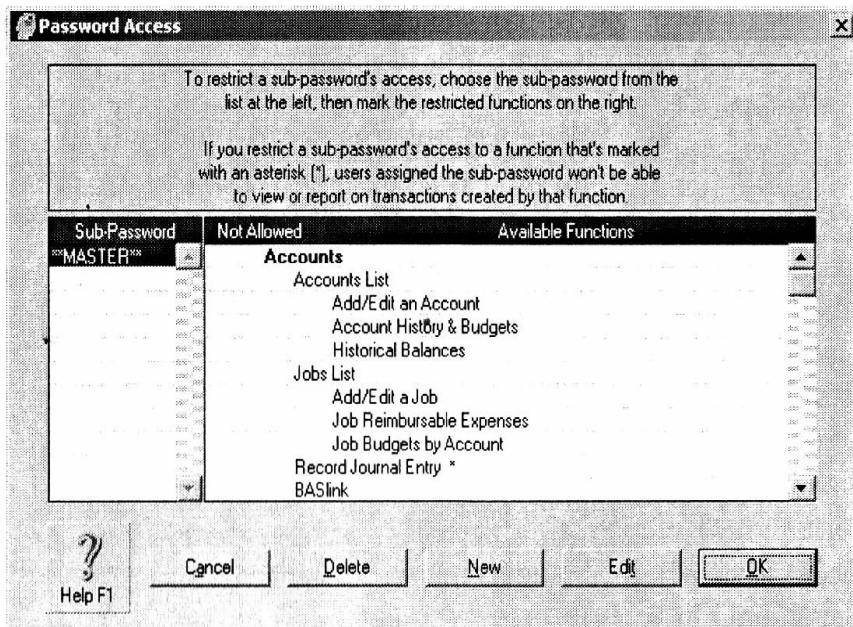 Password Access
To restrict a sub-password's access, choose the sub-password from the
list at the left, then mark the restricted functions on the right.
If you restrict a sub-password's access to a function that's marked
with an asterisk (*), users assigned the sub-password won't be able
to view or report on transactions created by that function.
Sub-Password Not Allowed Available Functions
**MASTER** Accounts
Accounts List
Add/Edit an Account
Account History & Budgets
Historical Balances
Jobs List
Add/Edit a Job
Job Reimbursable Expenses
Job Budgets by Account
Record Journal Entry *
BASlink
Cancel Delete New Edit OK
Help F1